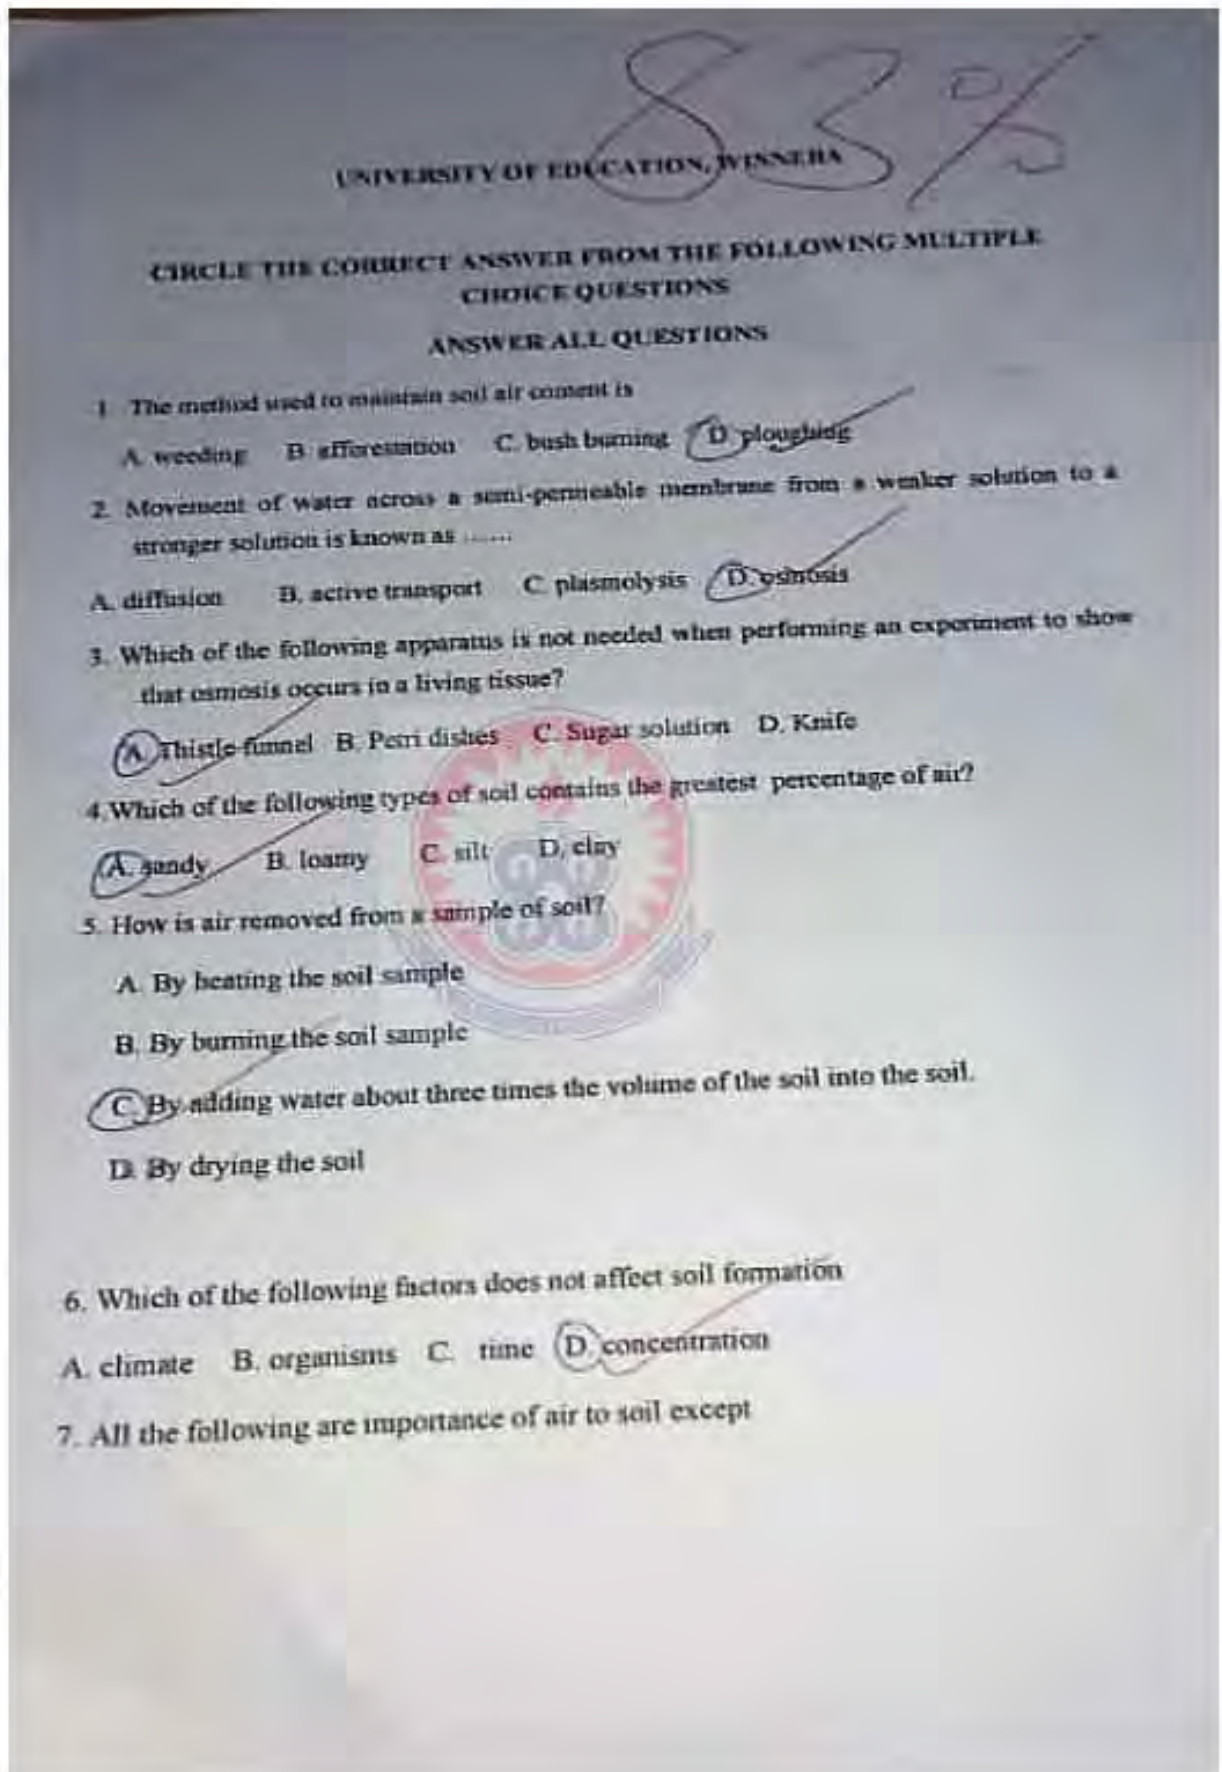 83%
UNIVERSITY OF EDUCATION, WINNEBA
CIRCLE THE CORRECT ANSWER FROM THE FOLLOWING MULTIPLE
CHOICE QUESTIONS
ANSWER ALL QUESTIONS
1 The method used to maintain soil air content is
A. weeding B. afforestation C. bush burning D. ploughing
2. Movement of water across a semi-permeable membrane from a weaker solution to a
stronger solution is known as .......
A. diffusion B. active transport C. plasmolysis D. osmosis
3. Which of the following apparatus is not needed when performing an experiment to show
that osmosis occurs in a living tissue?
A. Thistle funnel B. Petri dishes C. Sugar solution D. Knife
4. Which of the following types of soil contains the greatest percentage of air?
A. sandy B. loamy C. silt D. clay
5. How is air removed from a sample of soil?
A. By heating the soil sample
B. By burning the soil sample
C. By adding water about three times the volume of the soil into the soil.
D. By drying the soil
6. Which of the following factors does not affect soil formation
A. climate B. organisms C. time D. concentration
7. All the following are importance of air to soil except